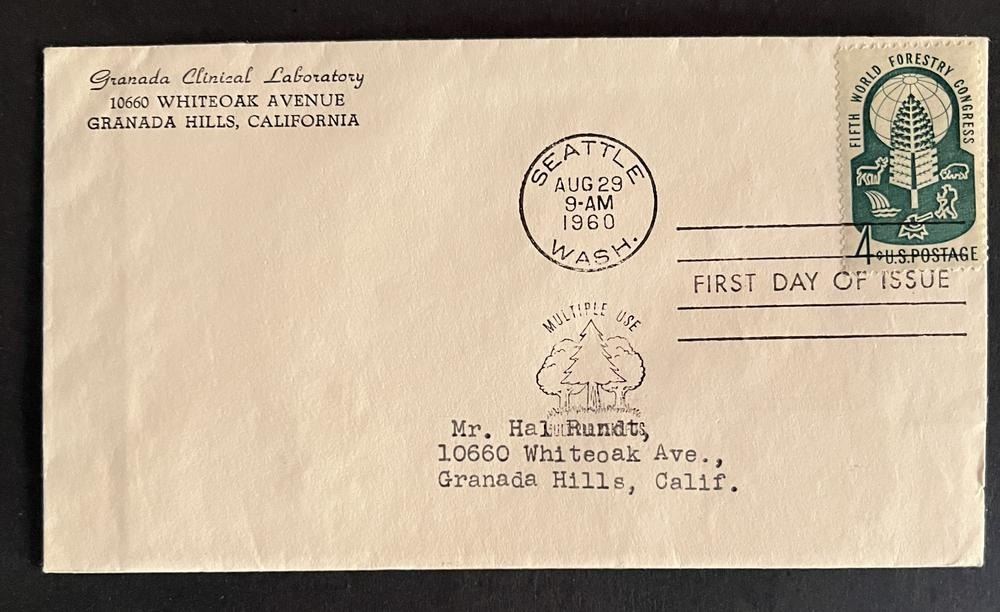 Granada Clinical Laboratory
10660 WHITEOAK AVENUE
GRANADA HILLS, CALIFORNIA
FIFTH WORLD FORESTRY CONGRESS
4¢ U.S. POSTAGE
SEATTLE
AUG 29
9-AM
1960
WASH.
FIRST DAY OF ISSUE
MULTIPLE USE
Mr. Hal Rundt,
10660 Whiteoak Ave.,
Granada Hills, Calif.